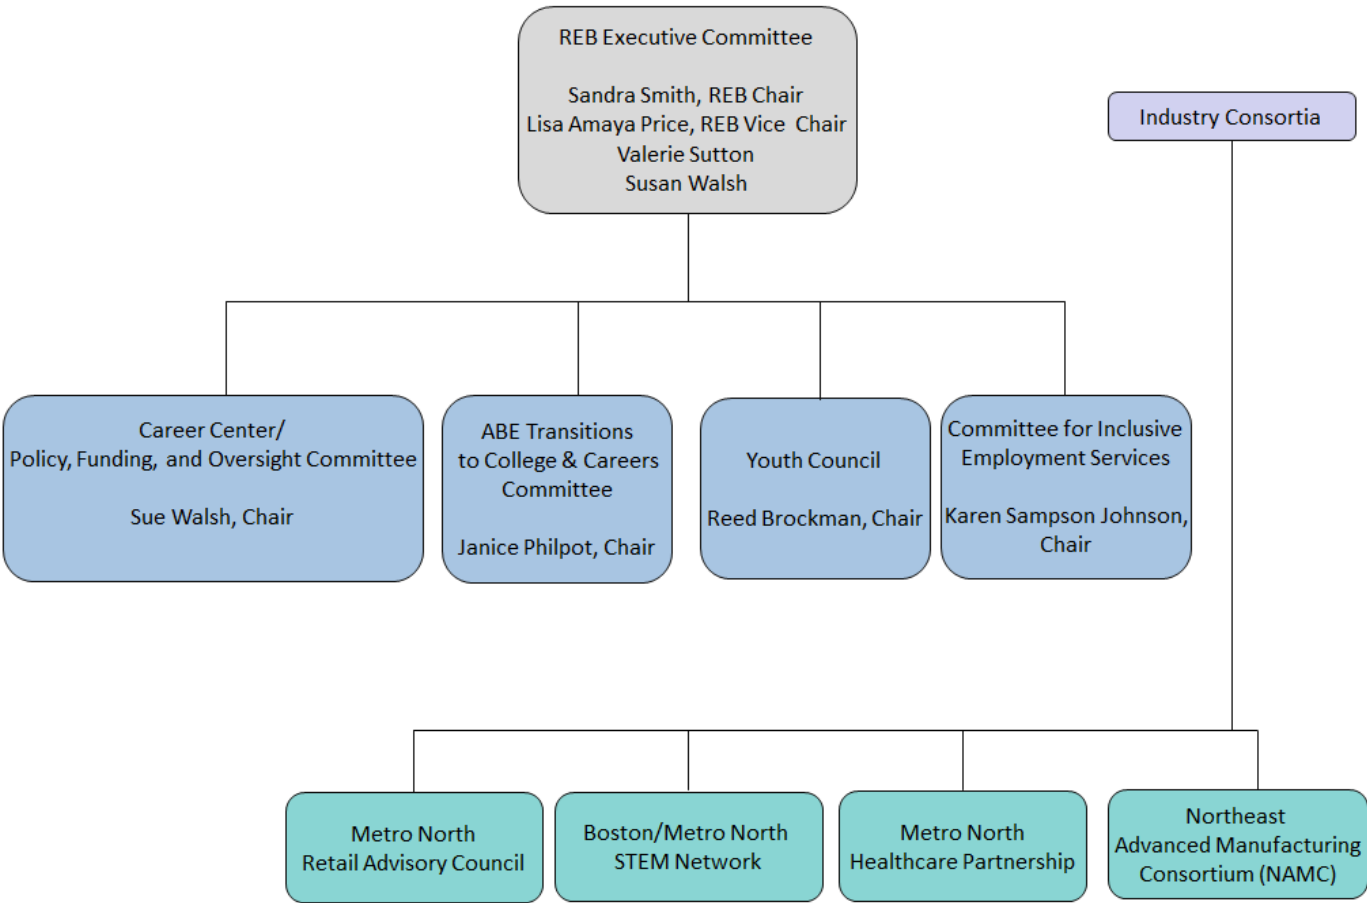 REB Executive Committee
Sandra Smith, REB Chair
Lisa Amaya Price, REB Vice Chair
Valerie Sutton
Susan Walsh
Industry Consortia
Career Center/
Policy, Funding, and Oversight Committee
Sue Walsh, Chair
ABE Transitions
to College & Careers
Committee
Janice Philpot, Chair
Youth Council
Reed Brockman, Chair
Committee for Inclusive
Employment Services
Karen Sampson Johnson,
Chair
Metro North
Retail Advisory Council
Boston/Metro North
STEM Network
Metro North
Healthcare Partnership
Northeast
Advanced Manufacturing
Consortium (NAMC)